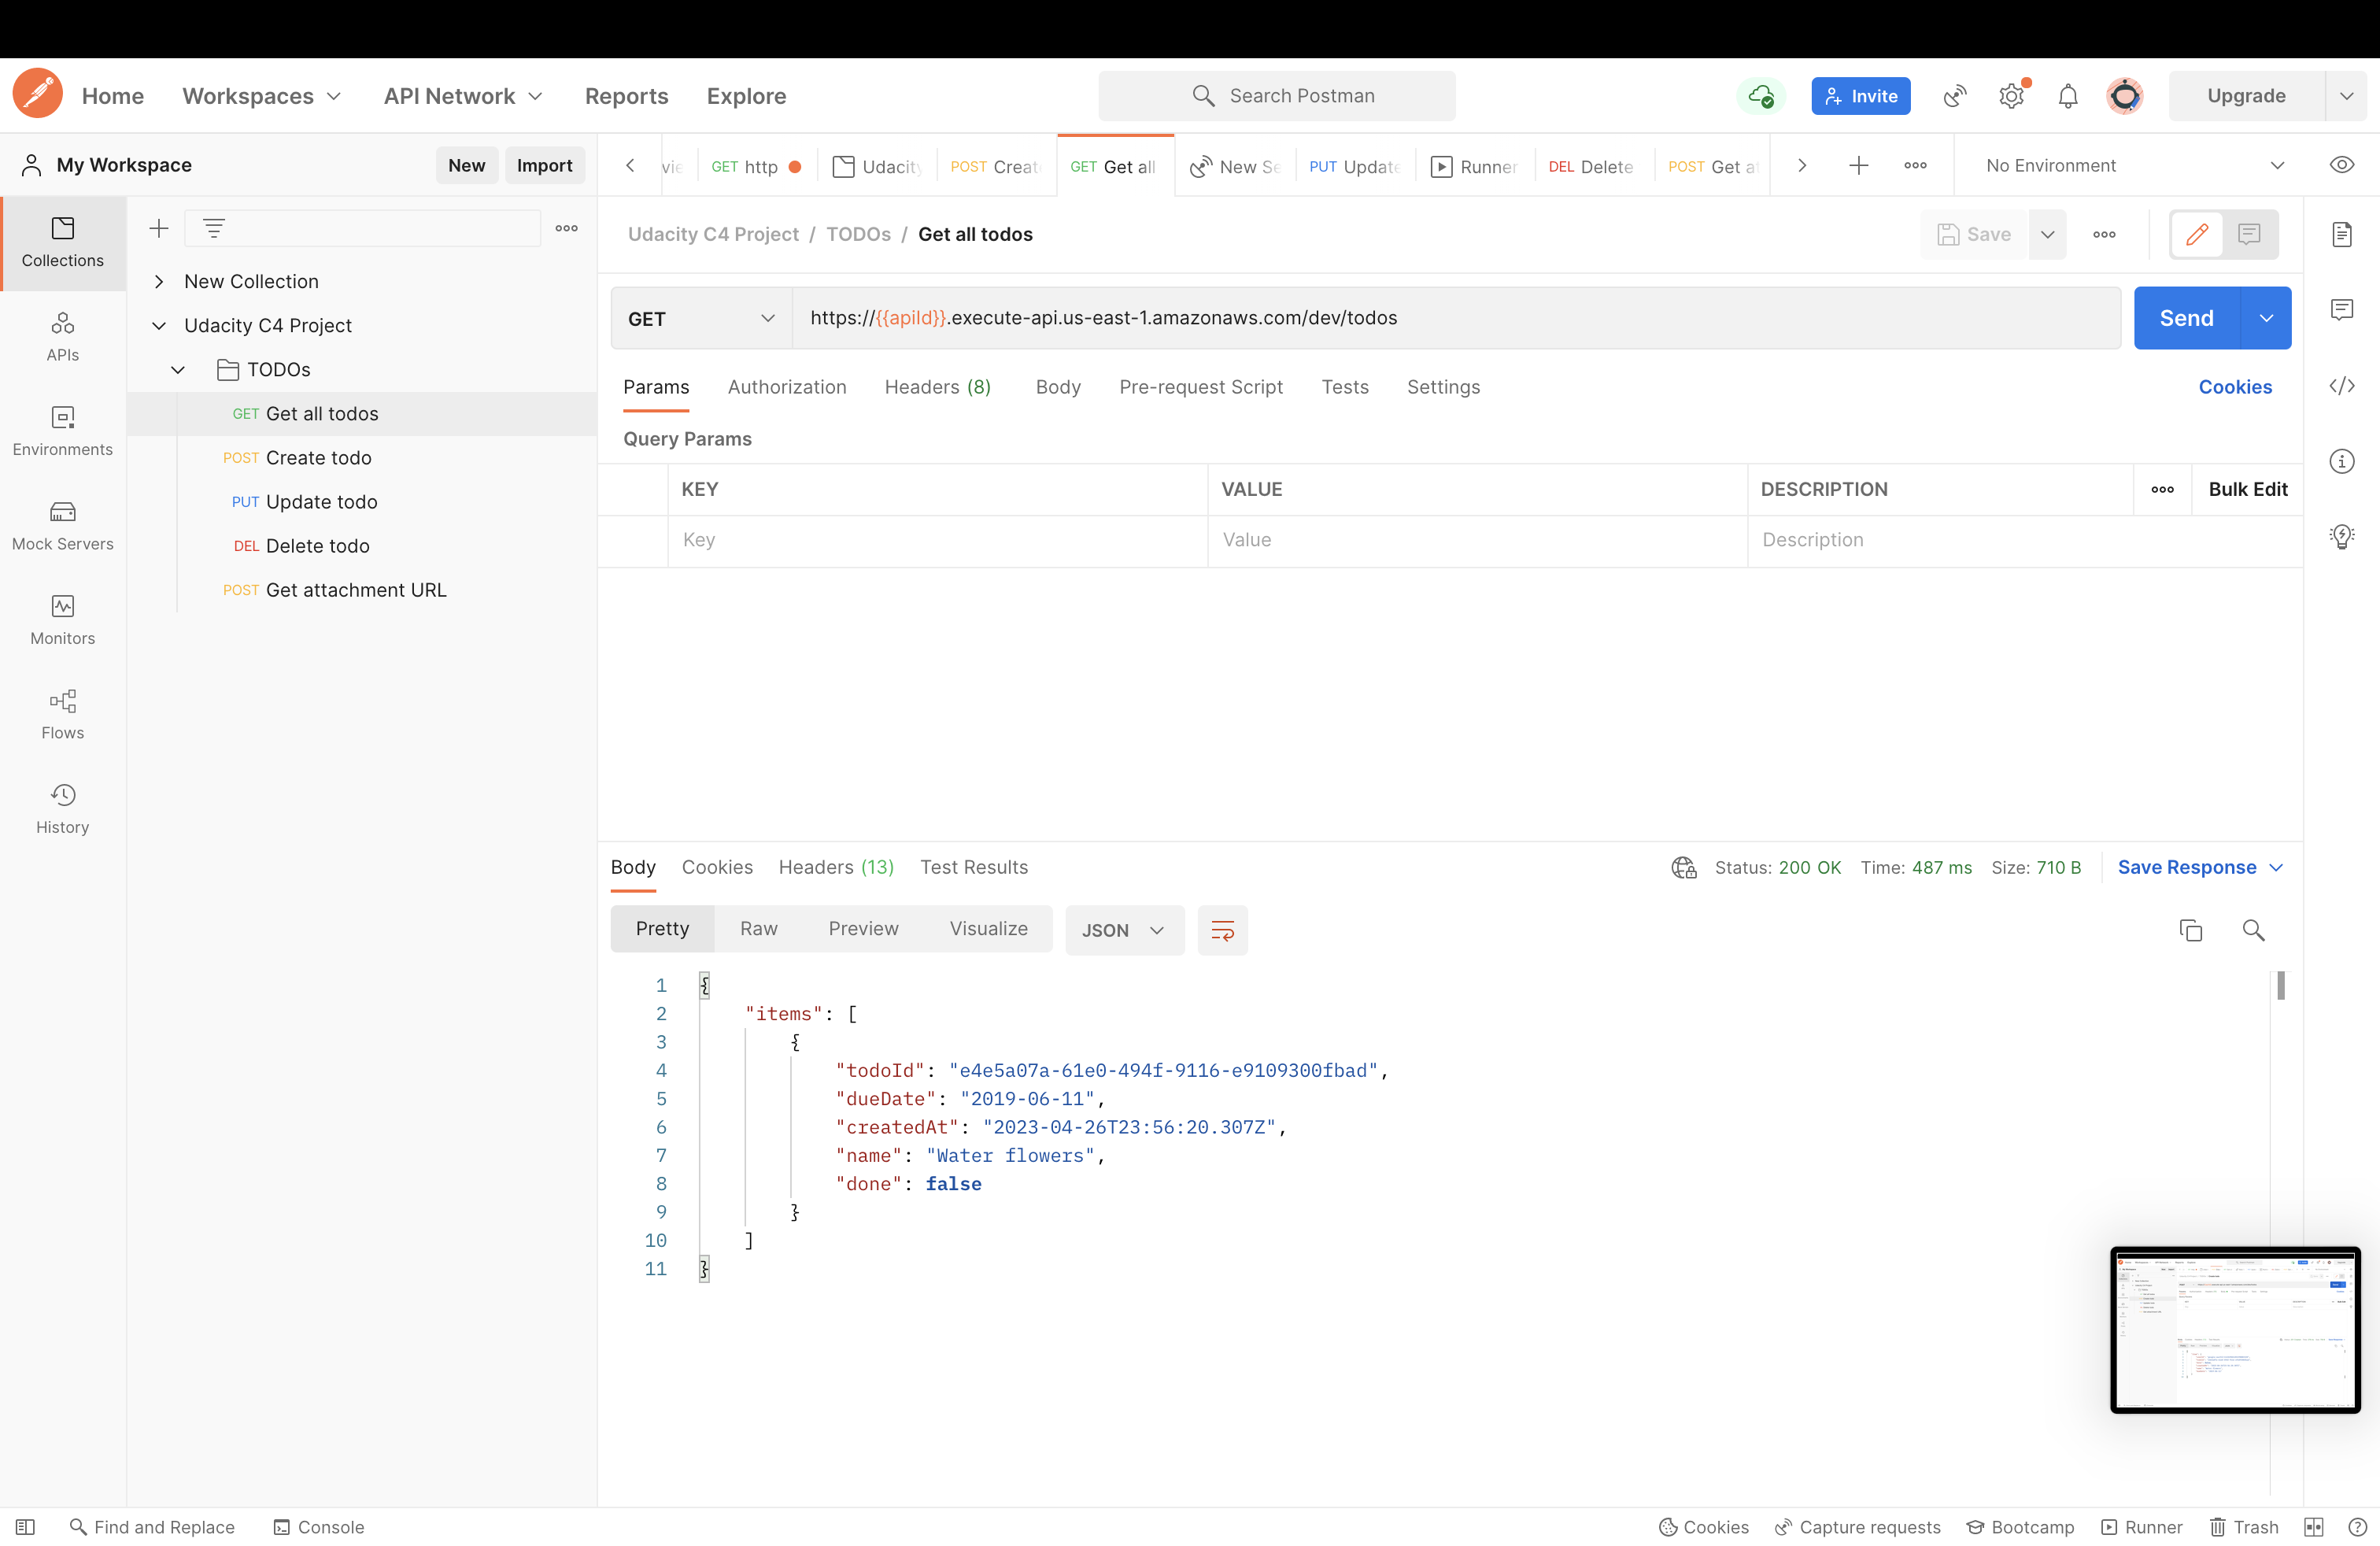 Home Workspaces API Network Reports Explore Search Postman Invite Upgrade
My Workspace New Import GET http Udacity POST Creat GET Get all New Se PUT Update Runner DEL Delete POST Get at No Environment
Collections
APIs
Environments
Mock Servers
Monitors
Flows
History
New Collection
Udacity C4 Project
TODOs
GET Get all todos
POST Create todo
PUT Update todo
DEL Delete todo
POST Get attachment URL
Udacity C4 Project / TODOs / Get all todos Save
GET https://{{apiId}}.execute-api.us-east-1.amazonaws.com/dev/todos Send
Params Authorization Headers (8) Body Pre-request Script Tests Settings Cookies
Query Params
KEY VALUE DESCRIPTION Bulk Edit
Key Value Description
Body Cookies Headers (13) Test Results Status: 200 OK Time: 487 ms Size: 710 B Save Response
Pretty Raw Preview Visualize JSON
1 {
2 "items": [
3 {
4 "todoId": "e4e5a07a-61e0-494f-9116-e9109300fbad",
5 "dueDate": "2019-06-11",
6 "createdAt": "2023-04-26T23:56:20.307Z",
7 "name": "Water flowers",
8 "done": false
9 }
10 ]
11 }
Find and Replace Console Cookies Capture requests Bootcamp Runner Trash